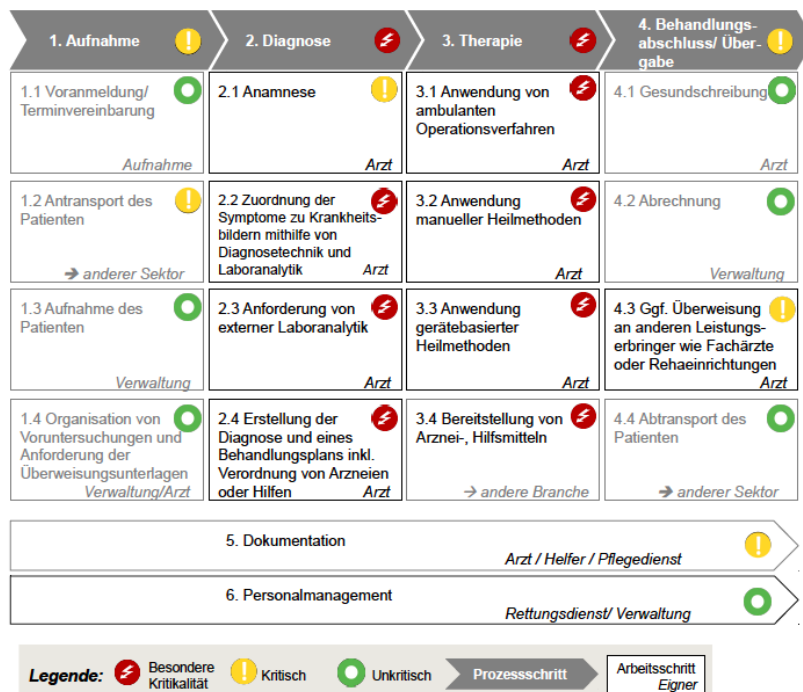 1. Aufnahme
2. Diagnose
3. Therapie
4. Behandlungs-
abschluss/ Über-
gabe
1.1 Voranmeldung/
Terminvereinbarung
Aufnahme
2.1 Anamnese
Arzt
3.1 Anwendung von
ambulanten
Operationsverfahren
Arzt
4.1 Gesundschreibung
Arzt
1.2 Antransport des
Patienten
➔ anderer Sektor
2.2 Zuordnung der
Symptome zu Krankheits-
bildern mithilfe von
Diagnosetechnik und
Laboranalytik Arzt
3.2 Anwendung
manueller Heilmethoden
Arzt
4.2 Abrechnung
Verwaltung
1.3 Aufnahme des
Patienten
Verwaltung
2.3 Anforderung von
externer Laboranalytik
Arzt
3.3 Anwendung
gerätebasierter
Heilmethoden
Arzt
4.3 Ggf. Überweisung
an anderen Leistungs-
erbringer wie Fachärzte
oder Rehaeinrichtungen
Arzt
1.4 Organisation von
Voruntersuchungen und
Anforderung der
Überweisungsunterlagen
Verwaltung/Arzt
2.4 Erstellung der
Diagnose und eines
Behandlungsplans inkl.
Verordnung von Arzneien
oder Hilfen Arzt
3.4 Bereitstellung von
Arznei-, Hilfsmitteln
→ andere Branche
4.4 Abtransport des
Patienten
➔ anderer Sektor
5. Dokumentation
Arzt / Helfer / Pflegedienst
6. Personalmanagement
Rettungsdienst/ Verwaltung
Legende: Besondere
Kritikalität
Kritisch
Unkritisch
Prozessschritt
Arbeitsschritt
Eigner